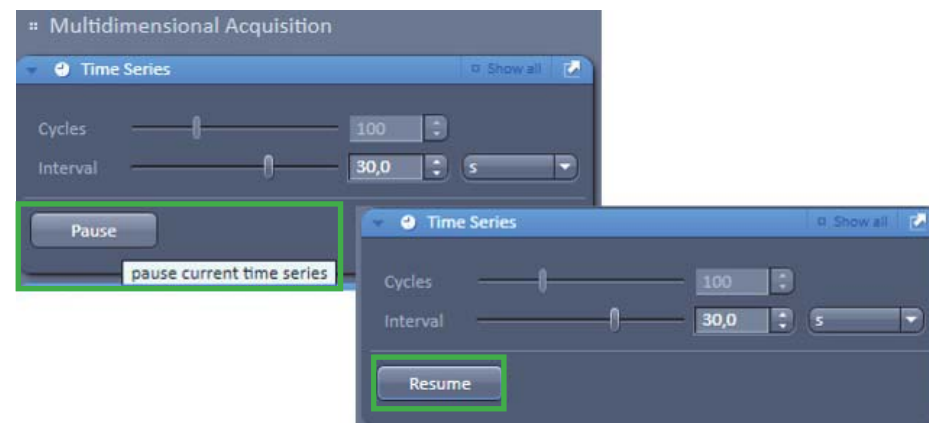 Multidimensional Acquisition
Time Series Show all
Cycles 100
Interval 30,0 s
Pause
pause current time series
Time Series Show all
Cycles 100
Interval 30,0 s
Resume